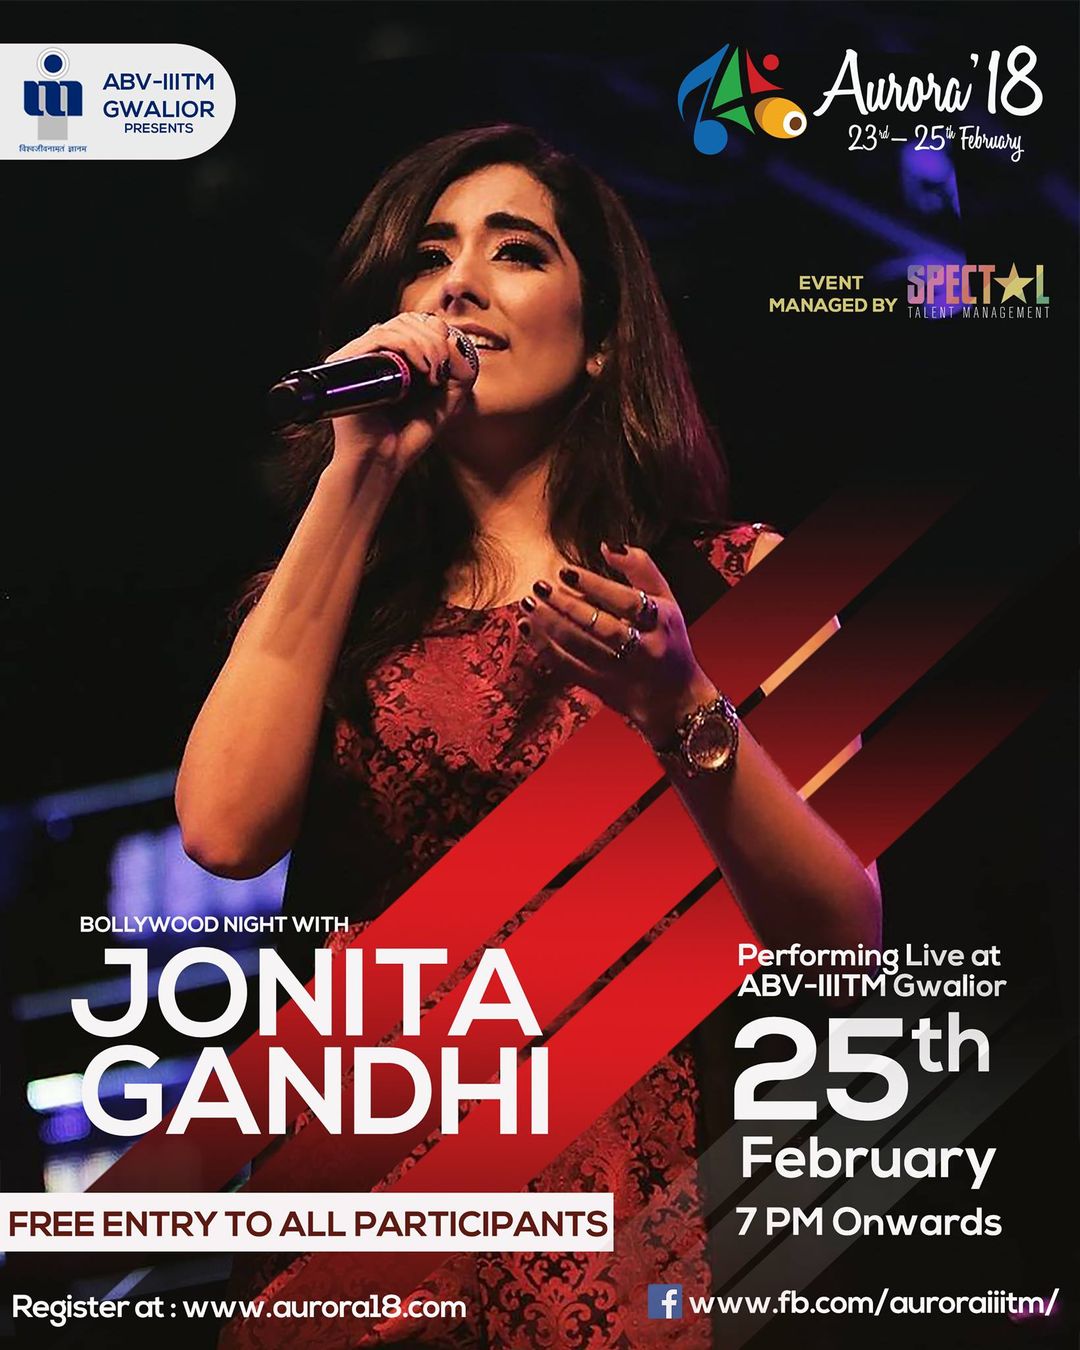 ABV-IIITM
GWALIOR
PRESENTS
विश्वजीवनामृतं ज्ञानम
Aurora'18
23rd – 25th February
EVENT
MANAGED BY
SPECTAL
TALENT MANAGEMENT
BOLLYWOOD NIGHT WITH
JONITA
GANDHI
Performing Live at
ABV-IIITM Gwalior
25th
February
7 PM Onwards
FREE ENTRY TO ALL PARTICIPANTS
Register at : www.aurora18.com
www.fb.com/auroraiiitm/